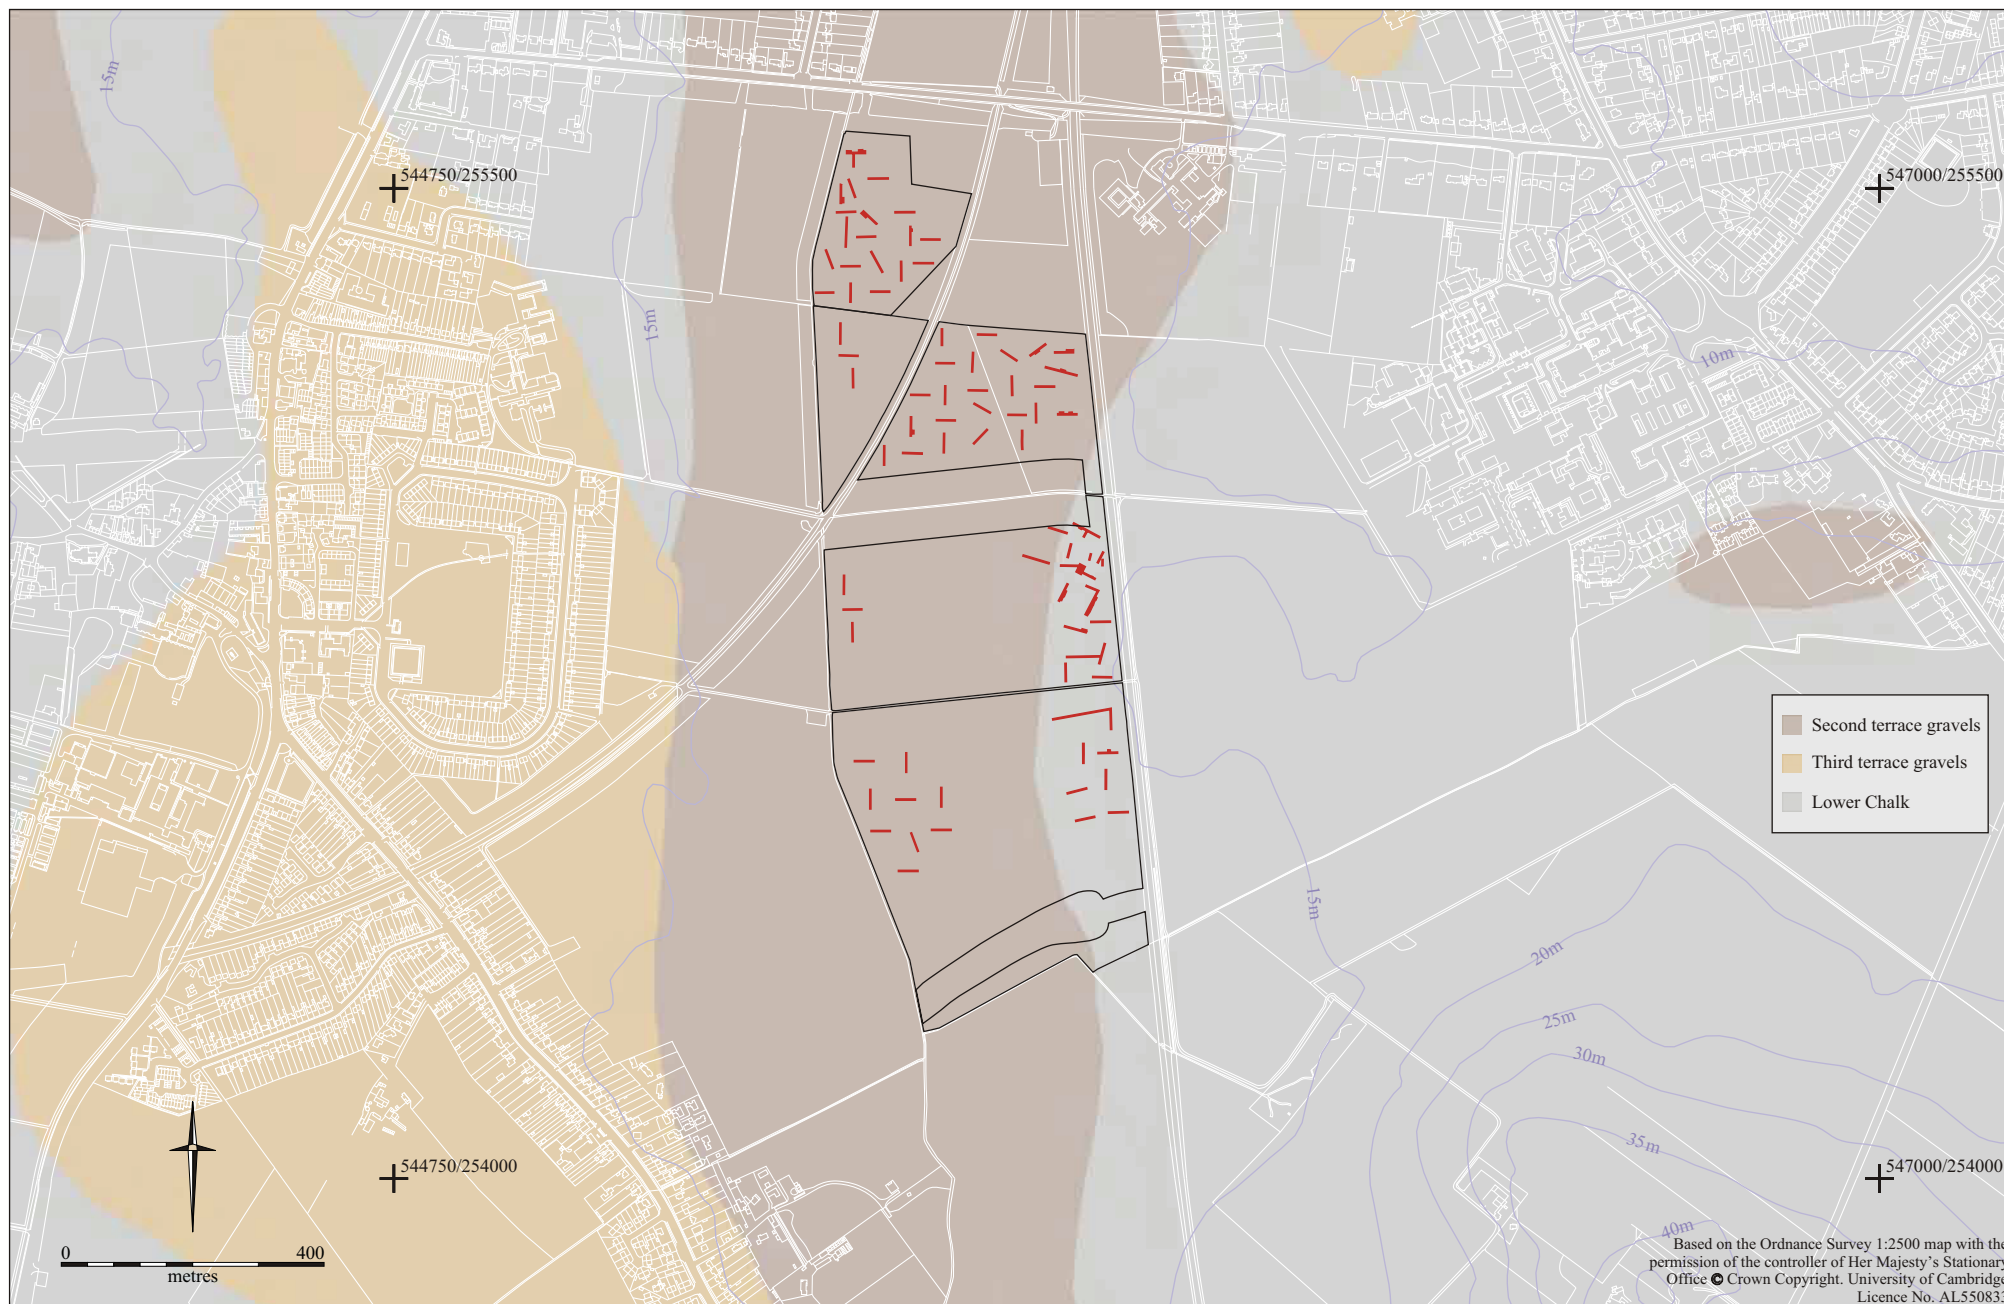 15m
544750/255500
547000/255500
15m
10m
Second terrace gravels
Third terrace gravels
Lower Chalk
15m
20m
25m
30m
35m
544750/254000
547000/254000
40m
0 400
metres
Based on the Ordnance Survey 1:2500 map with the
permission of the controller of Her Majesty's Stationary
Office © Crown Copyright. University of Cambridge
Licence No. AL550833